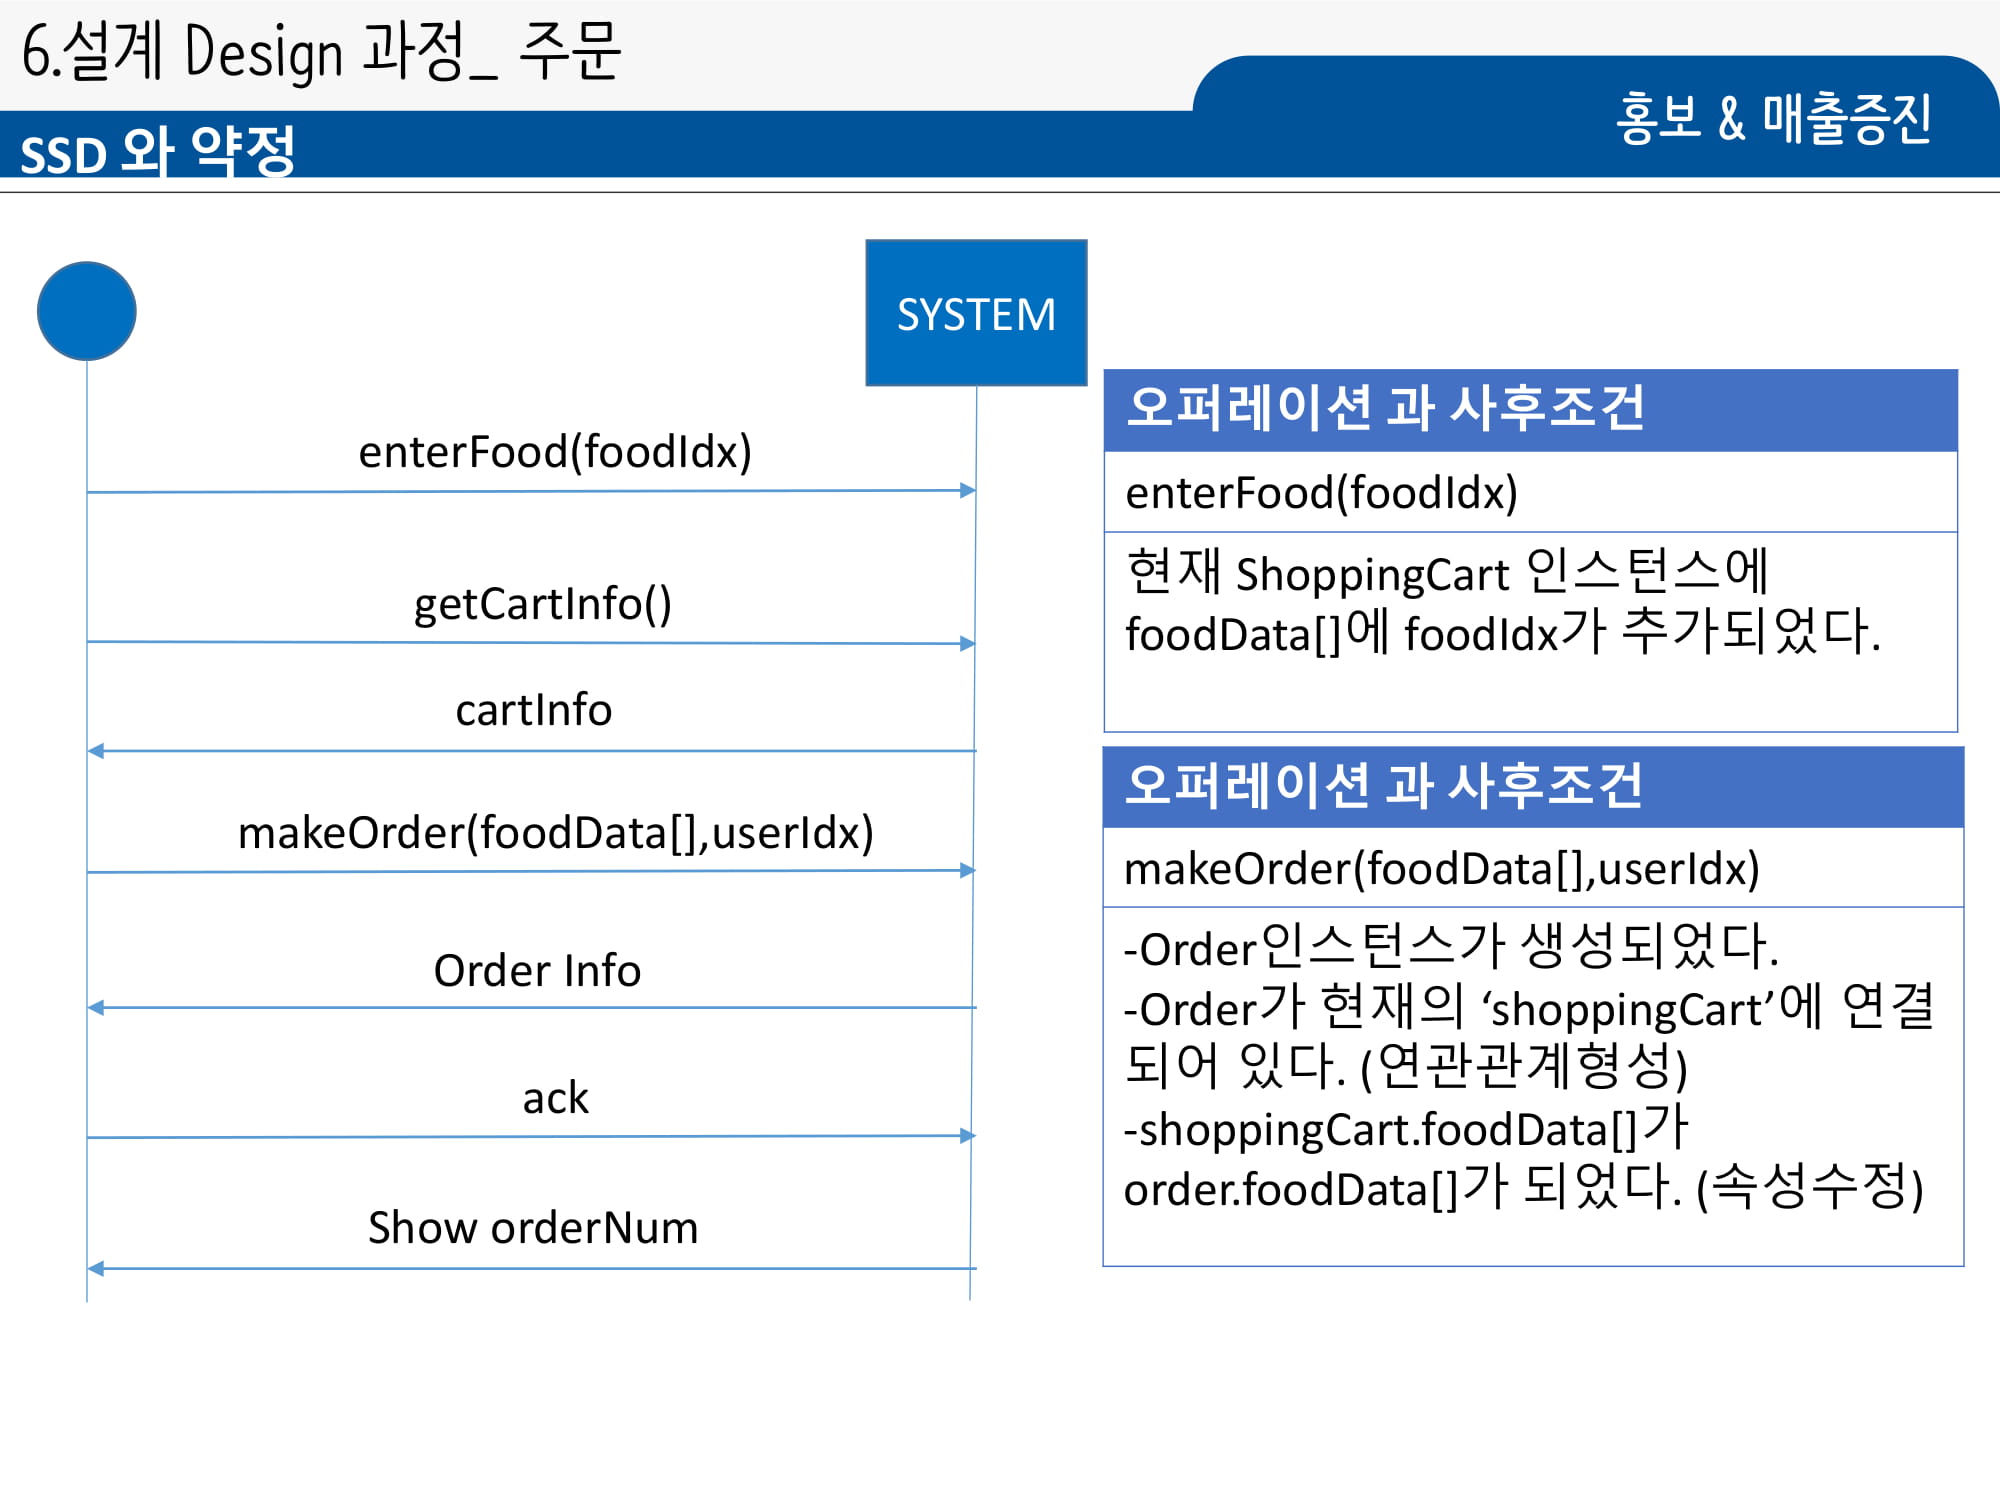 6.설계 Design 과정_ 주문
홍보 & 매출증진
SSD 와 약정
SYSTEM
enterFood(foodIdx)
getCartInfo()
cartInfo
makeOrder(foodData[],userIdx)
Order Info
ack
Show orderNum
오퍼레이션 과 사후조건
enterFood(foodIdx)
현재 ShoppingCart 인스턴스에
foodData[]에 foodIdx가 추가되었다.
오퍼레이션 과 사후조건
makeOrder(foodData[],userIdx)
-Order인스턴스가 생성되었다.
-Order가 현재의 ‘shoppingCart’에 연결
되어 있다. (연관관계형성)
-shoppingCart.foodData[]가
order.foodData[]가 되었다. (속성수정)